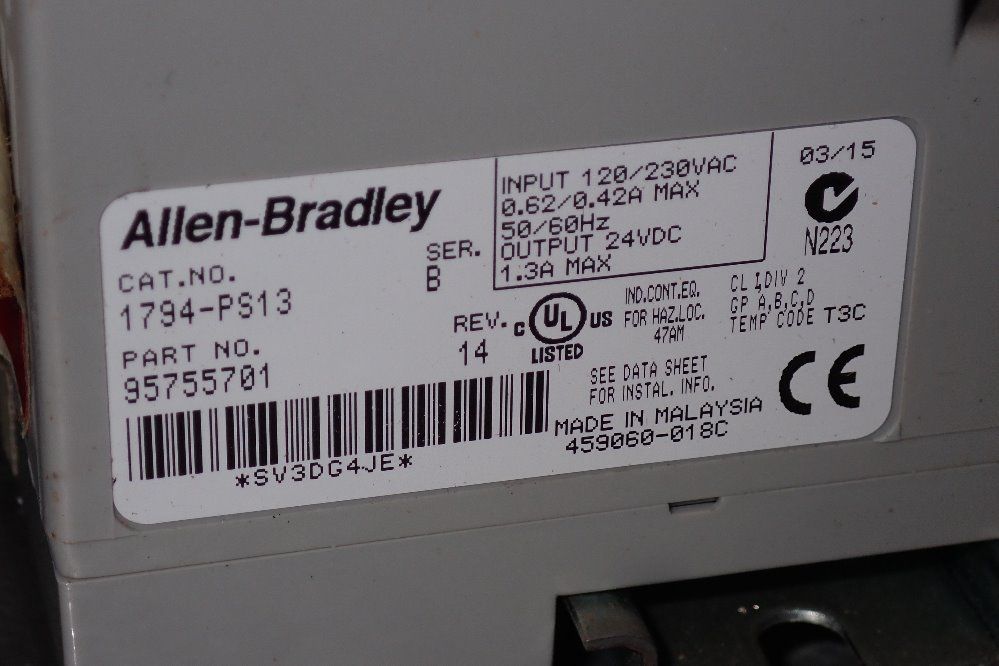 Allen-Bradley
CAT.NO.
1794-PS13
SER.
B
PART NO.
95755701
REV.
14
*SV3DG4JE*
INPUT 120/230VAC
0.62/0.42A MAX
50/60Hz
OUTPUT 24VDC
1.3A MAX
03/15
N223
C UL US
LISTED
IND.CONT.EQ.
FOR HAZ.LOC.
47AM
CL I,DIV 2
GP A,B,C,D
TEMP CODE T3C
SEE DATA SHEET
FOR INSTAL. INFO.
CE
MADE IN MALAYSIA
459060-018C